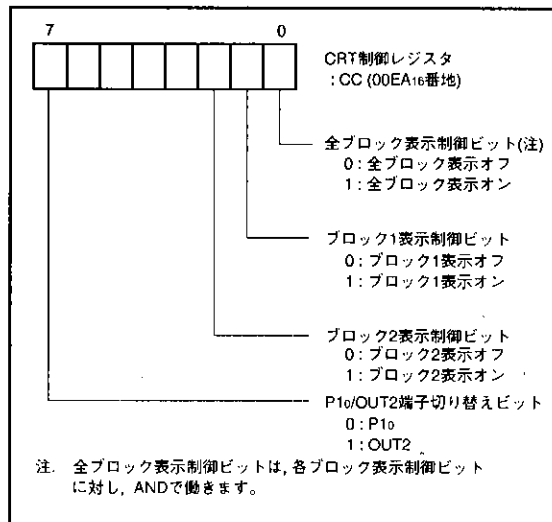 7 0
CRT制御レジスタ
: CC (00EA16番地)
全ブロック表示制御ビット(注)
0 : 全ブロック表示オフ
1 : 全ブロック表示オン
ブロック1表示制御ビット
0 : ブロック1表示オフ
1 : ブロック1表示オン
ブロック2表示制御ビット
0 : ブロック2表示オフ
1 : ブロック2表示オン
P10/OUT2端子切り替えビット
0 : P10
1 : OUT2
注. 全ブロック表示制御ビットは, 各ブロック表示制御ビット
に対し, ANDで働きます。